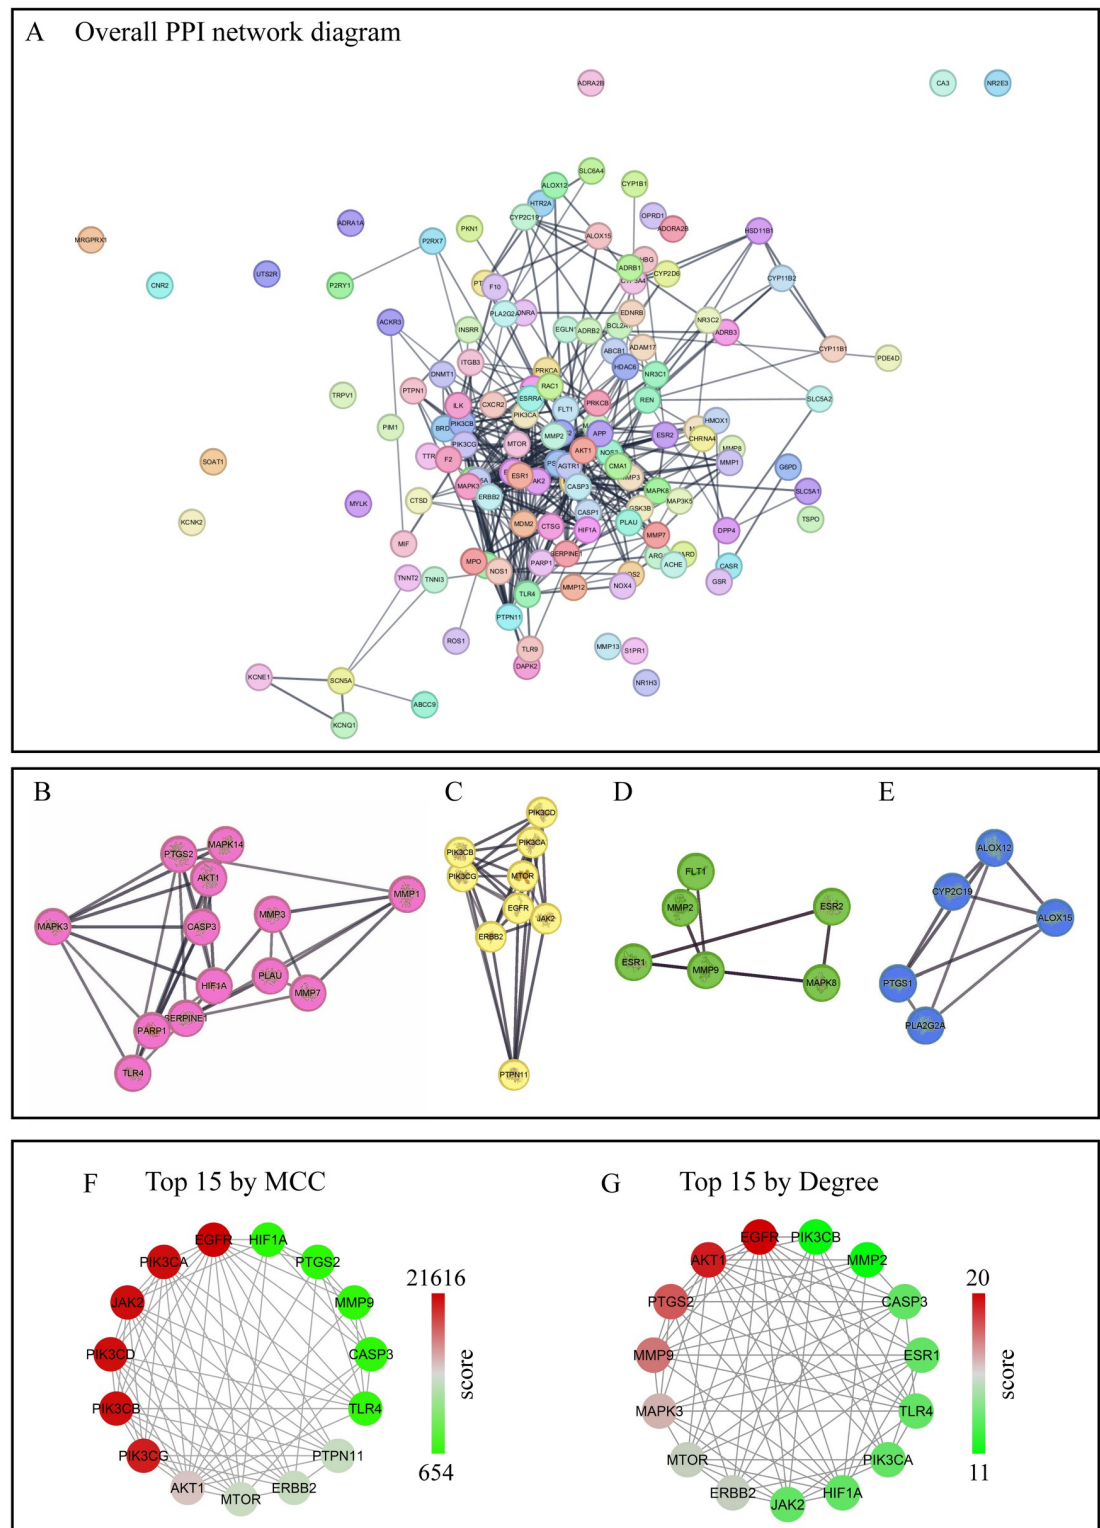 A Overall PPI network diagram
ADRA2B
CA3
NR2E3
SLC6A4
ALOX12
CYP1B1
HTR2A
CYP2C19
OPRD1
ADRA1A
PKN1
ADORA2B
HSD11B1
MRGPRX1
P2RX7
ALOX15
UTS2R
ADRB1
CYP2D6
CYP11B2
CNR2
P2RY1
F10
PLA2G2A
EDNRB
NR3C2
ACKR3
INSRR
EGLN1
ADRB2
ADRB3
ABCB1
ADAM17
CYP11B1
PDE4D
ITGB3
PRKCA
HDAC6
DNMT1
NR3C1
RAC1
PTPN1
TRPV1
ILK
CXCR2
ESRRA
FLT1
PRKCB
REN
SLC5A2
PIK3CA
PIM1
BRD
PIK3CB
MMP2
APP
ESR2
HMOX1
CHRNA4
PIK3CG
MTOR
AKT1
MMP8
TTR
F2
AGTR1
CMA1
MMP1
SOAT1
ESR1
G6PD
MAPK3
CASP3
MAPK8
SLC5A1
MYLK
CTSD
ERBB2
MAP3K5
KCNK2
MDM2
CTSG
CASP1
GSK3B
PLAU
TSPO
HIF1A
DPP4
MMP7
MIF
SERPINE1
MPO
NOS1
PARP1
ACHE
CASR
TNNT2
TNNI3
TLR4
MMP12
NOX4
GSR
PTPN11
ROS1
TLR9
MMP13
S1PR1
DAPK2
KCNE1
SCN5A
NR1H3
ABCC9
KCNQ1
B
PTGS2
MAPK14
AKT1
MMP1
MAPK3
CASP3
MMP3
HIF1A
PLAU
MMP7
SERPINE1
PARP1
TLR4
C
PIK3CD
PIK3CA
PIK3CB
PIK3CG
MTOR
EGFR
JAK2
ERBB2
PTPN11
D
FLT1
MMP2
ESR2
ESR1
MMP9
MAPK8
E
ALOX12
CYP2C19
ALOX15
PTGS1
PLA2G2A
F Top 15 by MCC
EGFR
HIF1A
PIK3CA
PTGS2
JAK2
MMP9
PIK3CD
CASP3
PIK3CB
TLR4
PIK3CG
PTPN11
AKT1
MTOR
ERBB2
21616
score
654
G Top 15 by Degree
EGFR
PIK3CB
AKT1
MMP2
PTGS2
CASP3
MMP9
ESR1
MAPK3
TLR4
MTOR
PIK3CA
ERBB2
JAK2
HIF1A
20
score
11